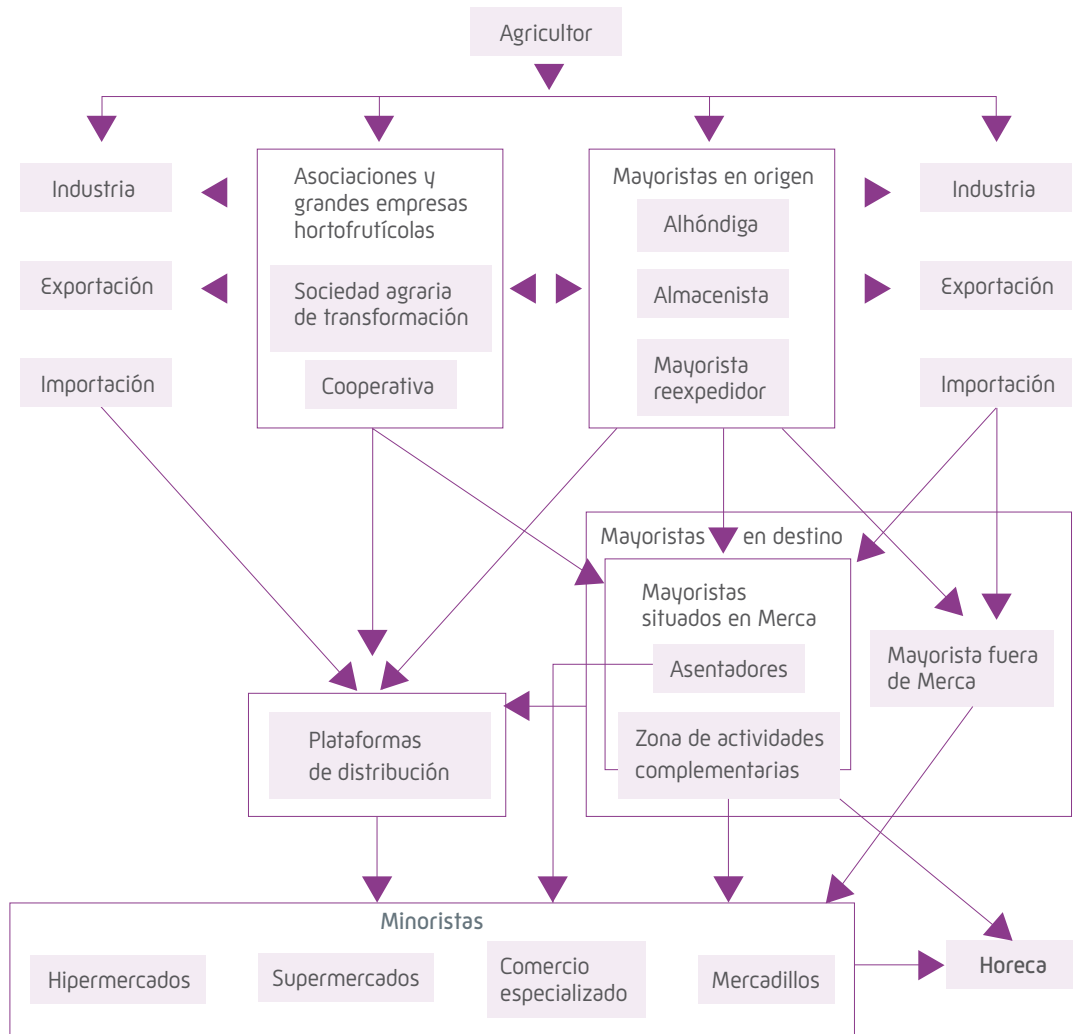 Agricultor
Industria
Asociaciones y
grandes empresas
hortofrutícolas
Mayoristas en origen
Industria
Alhóndiga
Exportación
Sociedad agraria
de transformación
Almacenista
Exportación
Importación
Cooperativa
Mayorista
reexpedidor
Importación
Mayoristas en destino
Mayoristas
situados en Merca
Asentadores
Mayorista fuera
de Merca
Plataformas
de distribución
Zona de actividades
complementarias
Minoristas
Hipermercados
Supermercados
Comercio
especializado
Mercadillos
Horeca